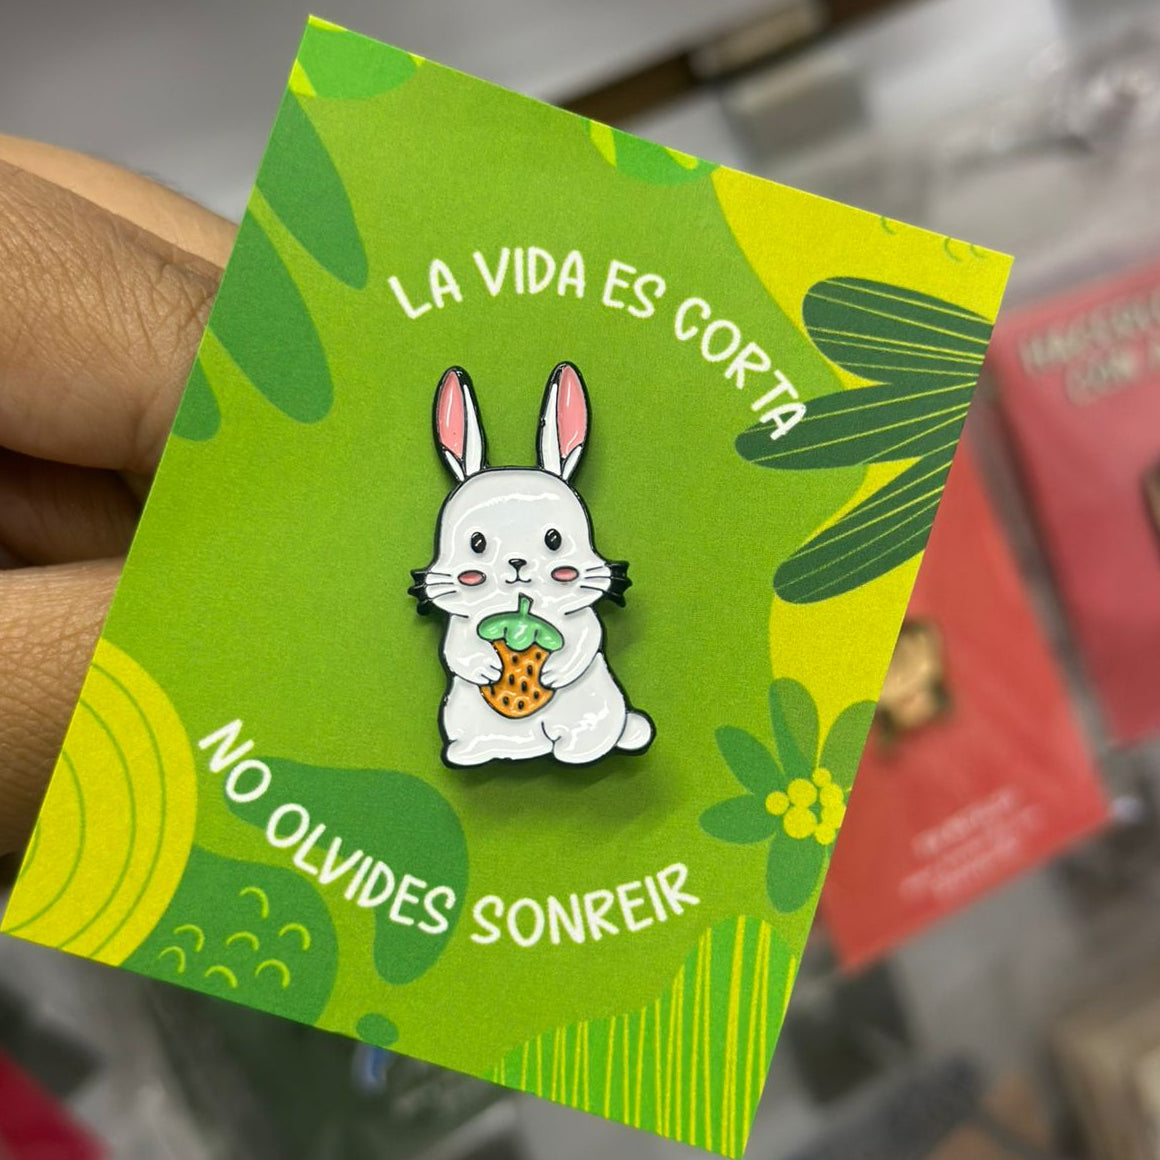 LA VIDA ES CORTA
NO OLVIDES SONREIR